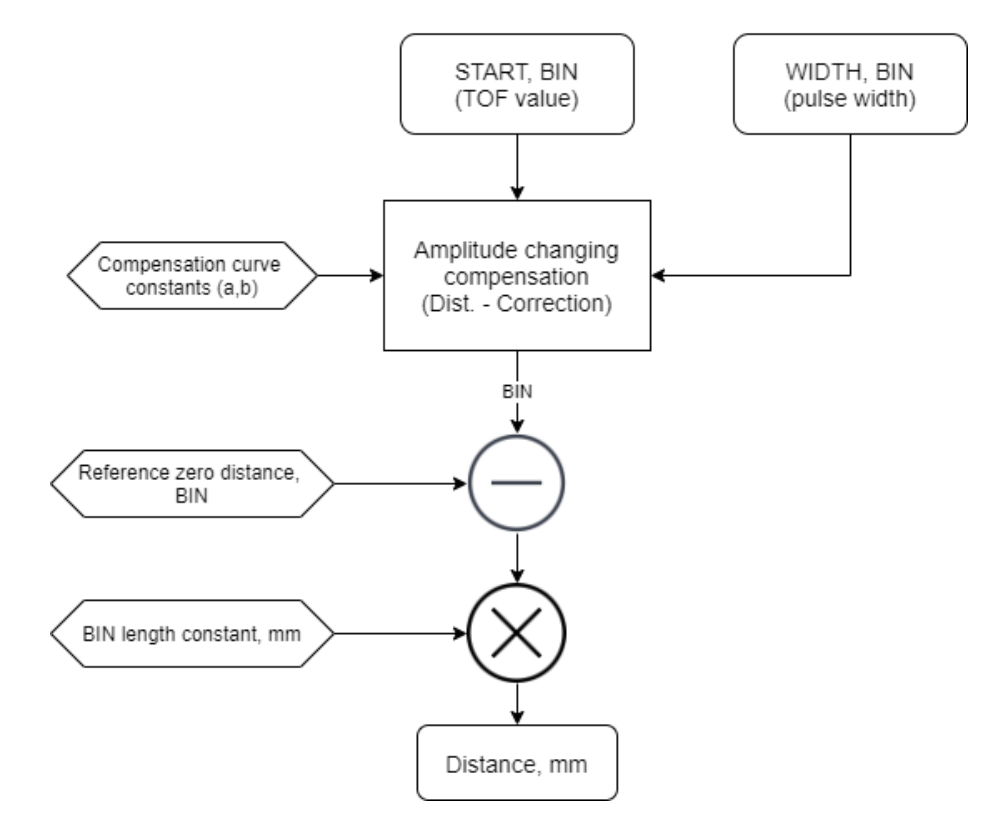 START, BIN
(TOF value)
WIDTH, BIN
(pulse width)
Compensation curve
constants (a,b)
Amplitude changing
compensation
(Dist. - Correction)
BIN
Reference zero distance,
BIN
BIN length constant, mm
Distance, mm